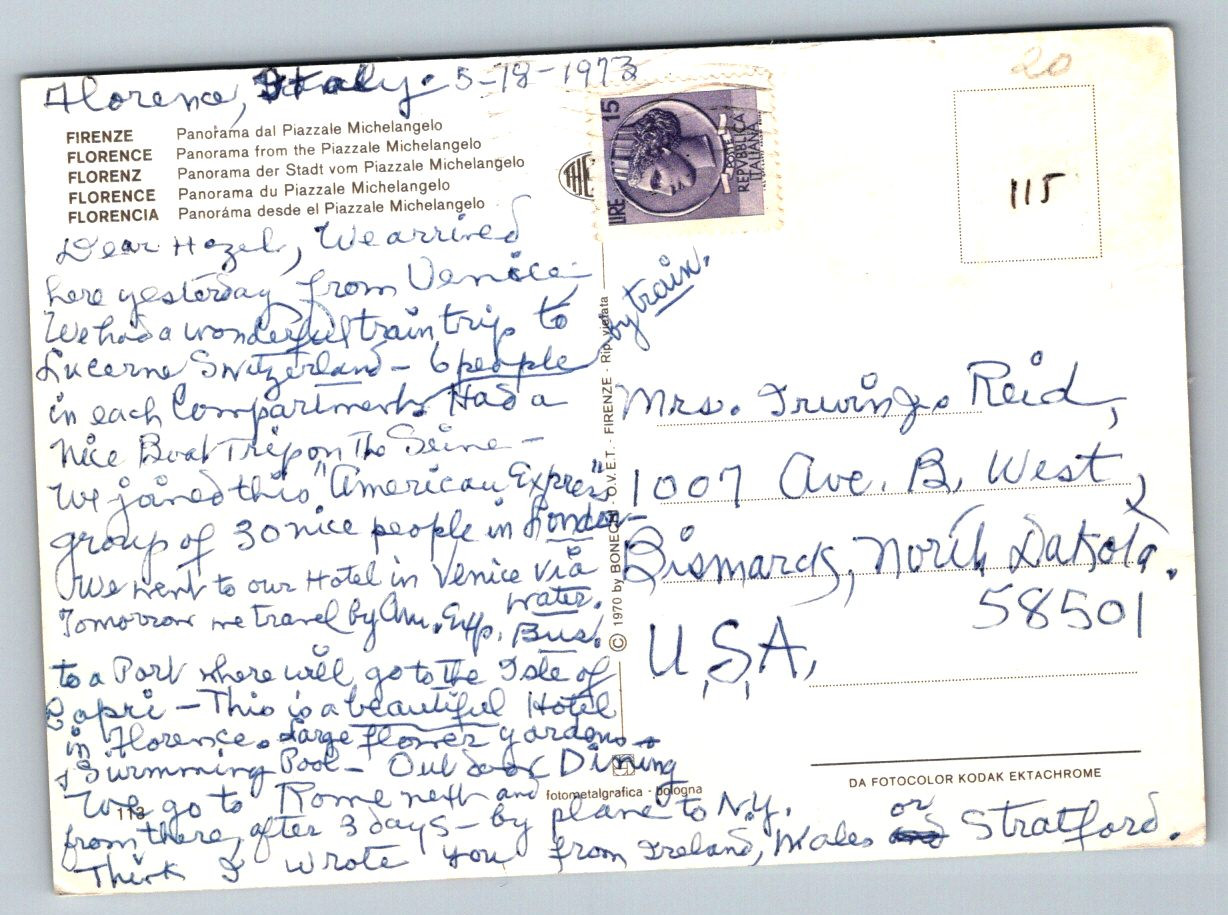 Florence, Italy. 5-78-1973
20
FIRENZE Panorama dal Piazzale Michelangelo
FLORENCE Panorama from the Piazzale Michelangelo
FLORENZ Panorama der Stadt vom Piazzale Michelangelo
FLORENCE Panorama du Piazzale Michelangelo
FLORENCIA Panoráma desde el Piazzale Michelangelo
THE
LIRE 15
POSTE
REPUBBLICA
ITALIANA
115
Dear Hazel, We arrived
here yesterday from Venice by train.
We had a wonderful train trip to
Lucerne Switzerland – 6 people
in each Compartment. Had a
nice Boat Trip on The Seine –
We joined this "American Express"
group of 30 nice people in London –
We went to our Hotel in Venice via
water.
Tomorrow we travel by Am. Exp. Bus.
to a Port where will go to The Isle of
Capri – This is a beautiful Hotel
in Florence. Large flower gardens
& Swimming Pool – Outdoor Dining
We go to Rome next and
from there, after 3 days – by plane to N.Y.
Think I wrote you from Ireland, Wales or Stratford.
113
© 1970 by BONECHI O.V.E.T. - FIRENZE - Rip. vietata
fotometalgrafica - bologna
Mrs. Irwin J. Reid,
1007 Ave. B. West,
Bismarck, North Dakota.
58501
U.S.A.
DA FOTOCOLOR KODAK EKTACHROME